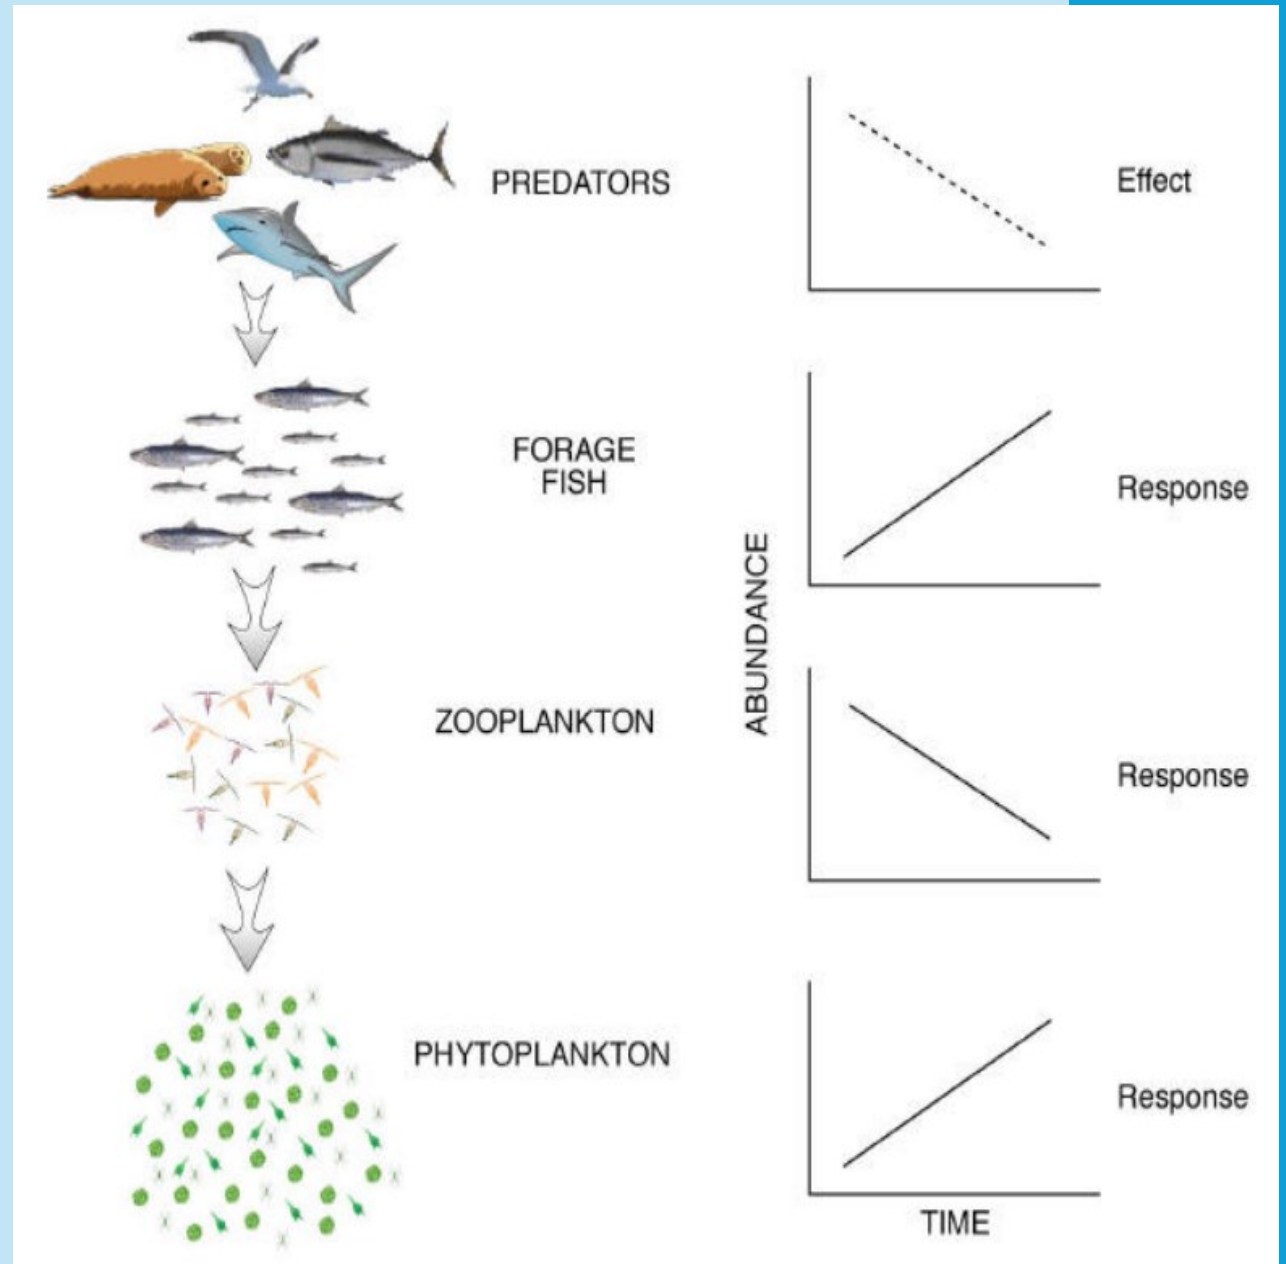 PREDATORS
Effect
FORAGE
FISH
Response
ABUNDANCE
ZOOPLANKTON
Response
PHYTOPLANKTON
Response
TIME